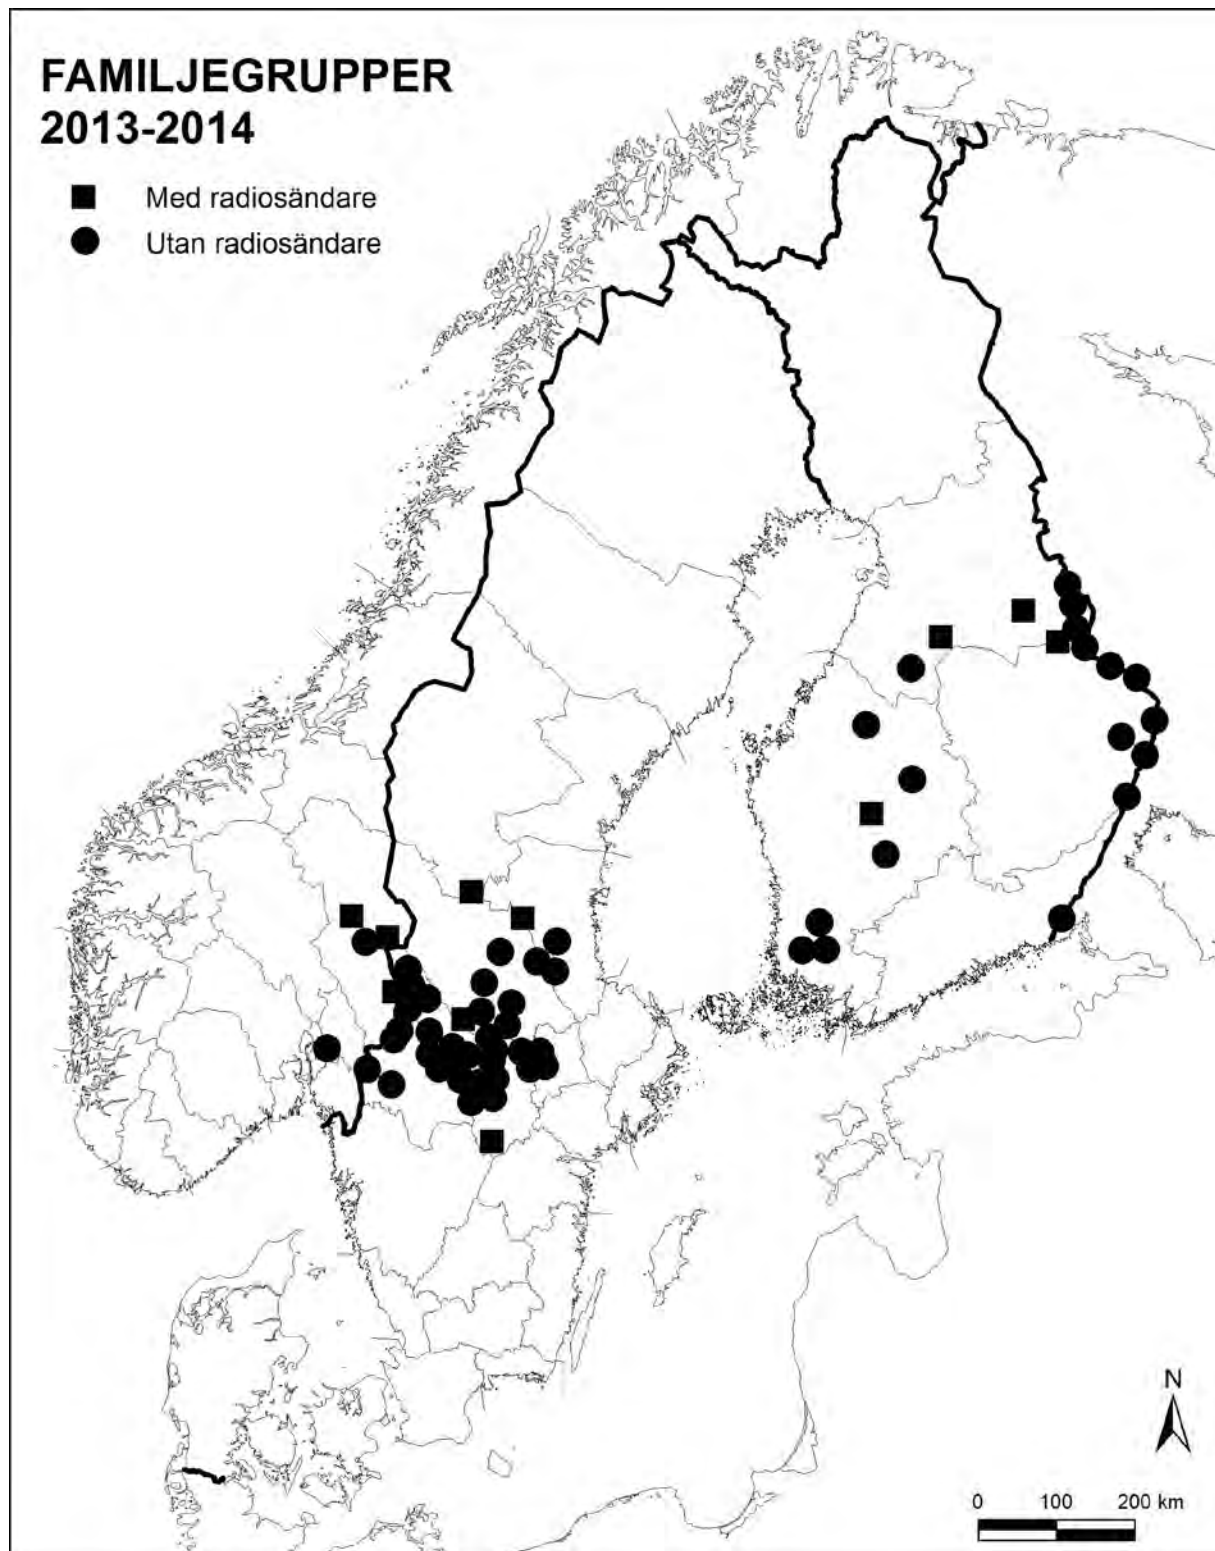 FAMILJEGRUPPER
2013-2014
Med radiosändare
Utan radiosändare
N
0 100 200 km